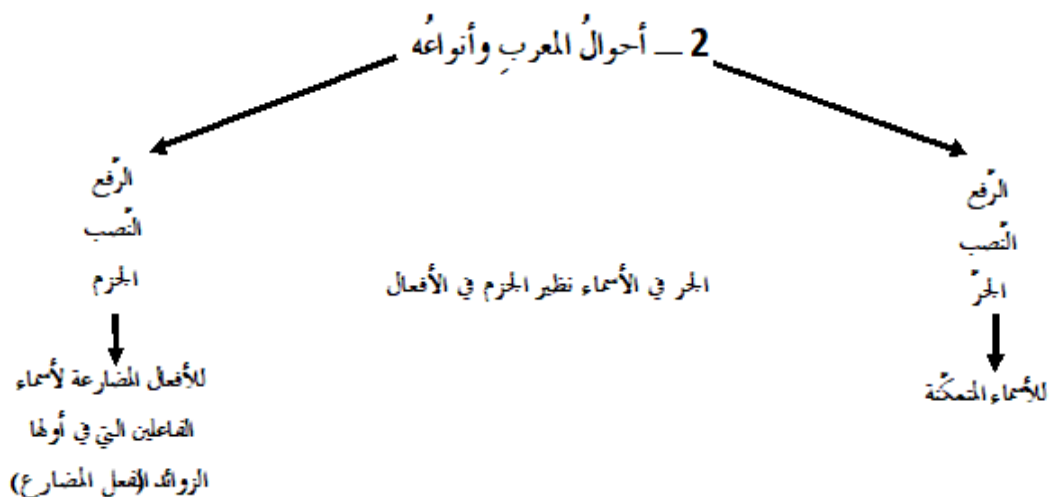 2 ــ أحوالُ المعربِ وأنواعُه
الرّفع
النّصب
الجرّ
للأسماء المتمكّنة
الجر في الأسماء نظير الجزم في الأفعال
الرّفع
النّصب
الجزم
للأفعال المضارعة لأسماء
الفاعلين التي في أولها
الزوائد (الفعل المضارع)